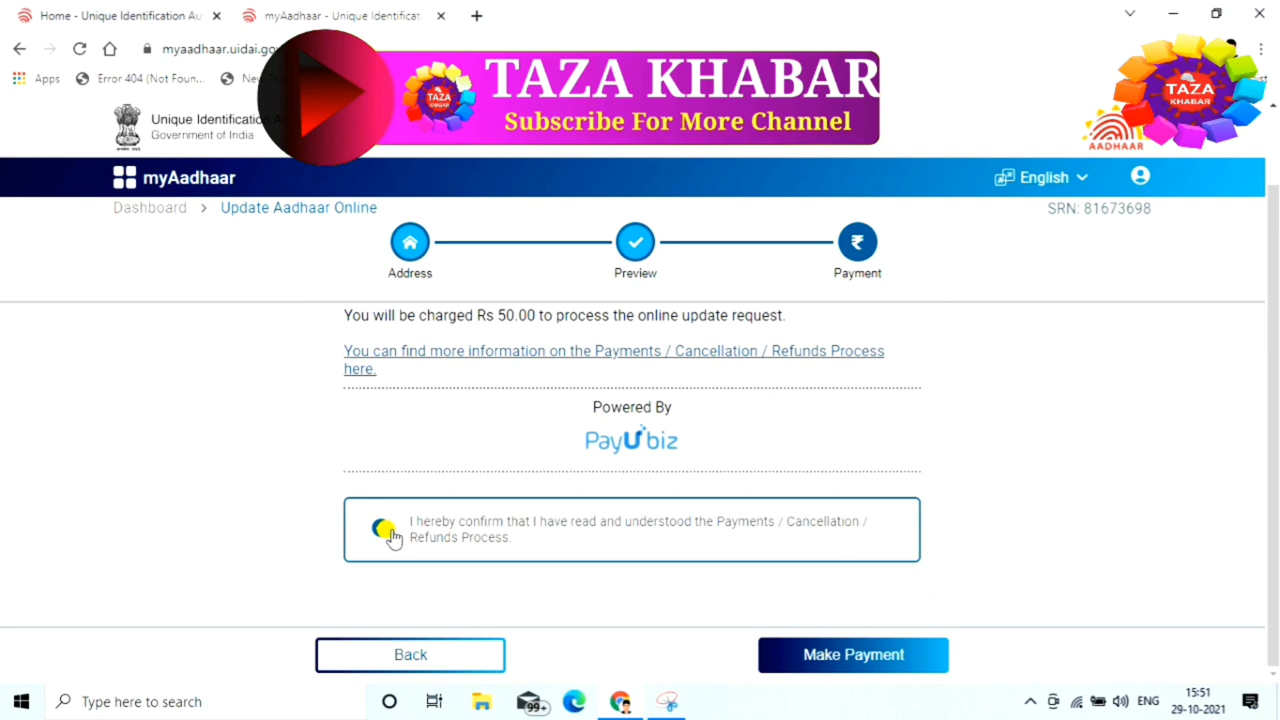 Home - Unique Identification Au
myAadhaar - Unique Identificat
myaadhaar.uidai.go
Apps
Error 404 (Not Foun...
TAZA
KHABAR
TAZA KHABAR
Subscribe For More Channel
TAZA
KHABAR
AADHAAR
Unique Identification
Government of India
myAadhaar
English
Dashboard > Update Aadhaar Online
SRN: 81673698
Address
Preview
Payment
You will be charged Rs 50.00 to process the online update request.
You can find more information on the Payments / Cancellation / Refunds Process
here.
Powered By
PayUbiz
I hereby confirm that I have read and understood the Payments / Cancellation /
Refunds Process.
Back
Make Payment
Type here to search
99+
ENG
15:51
29-10-2021